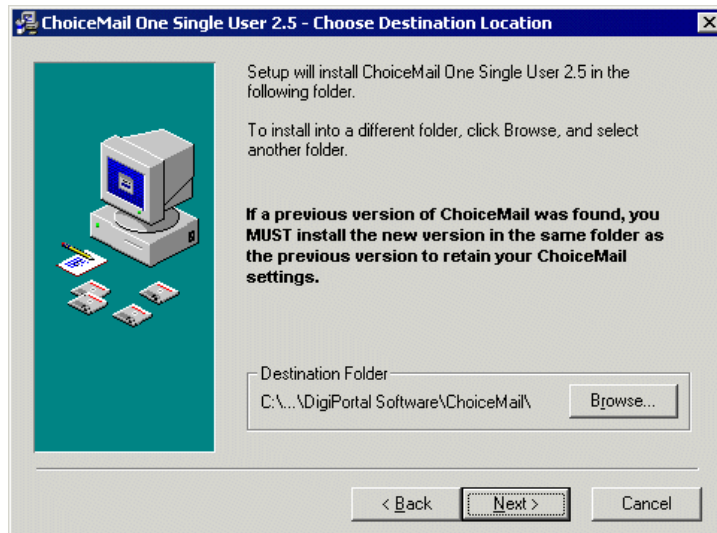 ChoiceMail One Single User 2.5 - Choose Destination Location
Setup will install ChoiceMail One Single User 2.5 in the
following folder.
To install into a different folder, click Browse, and select
another folder.
If a previous version of ChoiceMail was found, you
MUST install the new version in the same folder as
the previous version to retain your ChoiceMail
settings.
Destination Folder
C:\...\DigiPortal Software\ChoiceMail\
Browse...
< Back
Next >
Cancel